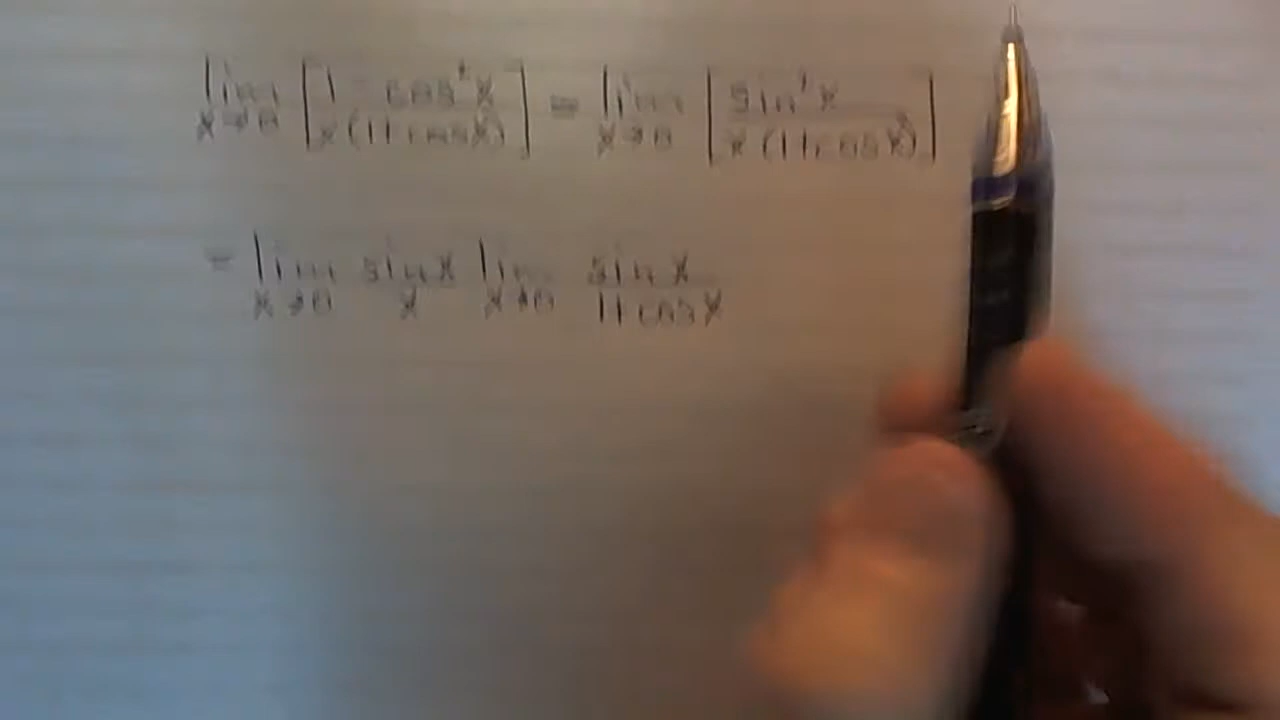 lim x→0 [1 - cos²x / x(1+cosx)] = lim x→0 [sin²x / x(1+cosx)]
= lim x→0 sinx / x lim x→0 sinx / 1+cosx